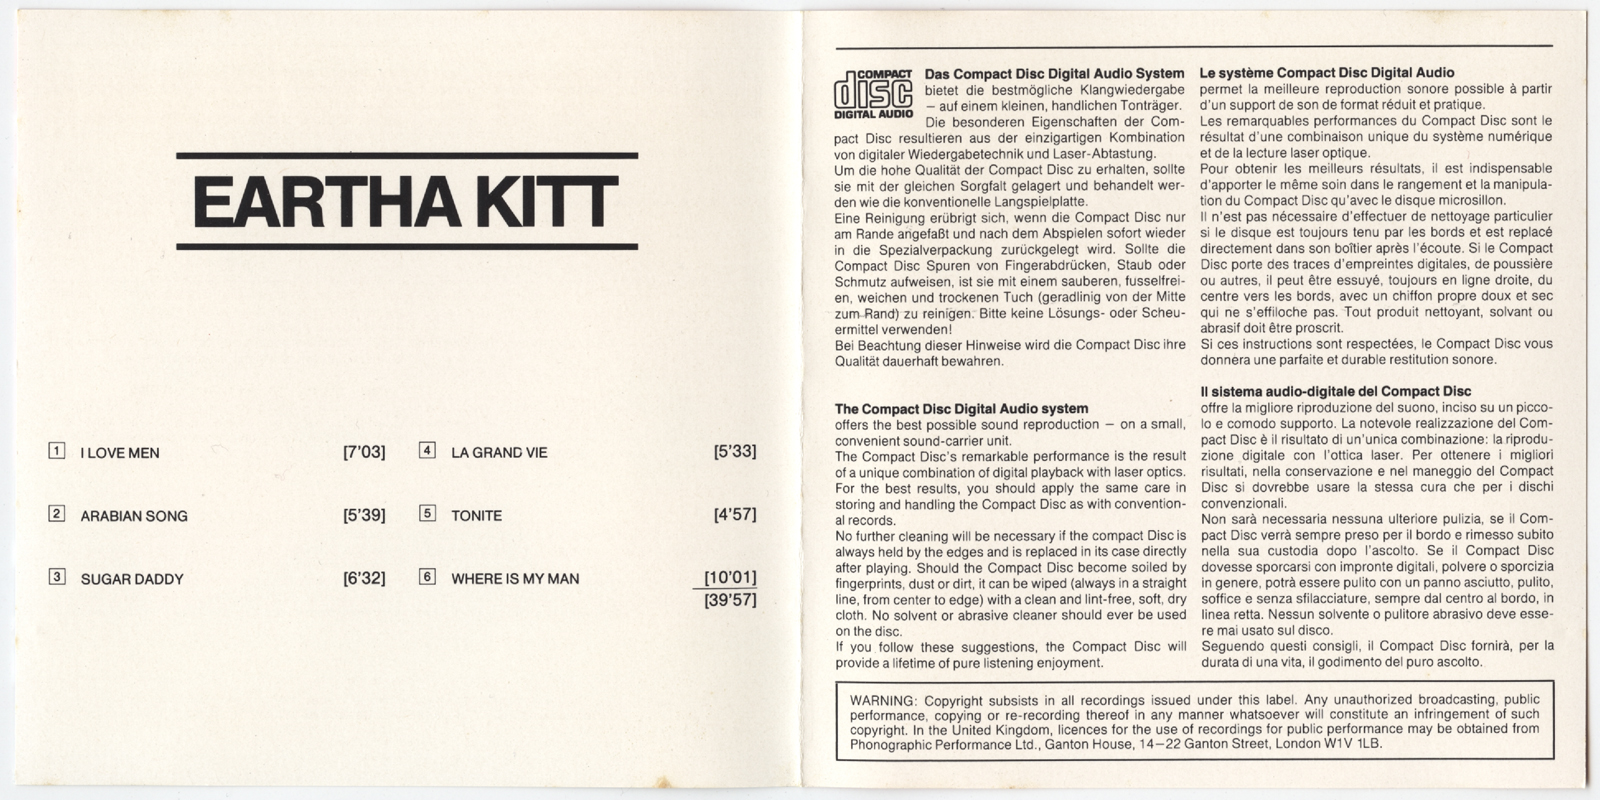 EARTHA KITT
1 I LOVE MEN [7'03]
2 ARABIAN SONG [5'39]
3 SUGAR DADDY [6'32]
4 LA GRAND VIE [5'33]
5 TONITE [4'57]
6 WHERE IS MY MAN [10'01]
[39'57]
COMPACT
disc
DIGITAL AUDIO
Das Compact Disc Digital Audio System
bietet die bestmögliche Klangwiedergabe
– auf einem kleinen, handlichen Tonträger.
Die besonderen Eigenschaften der Com-
pact Disc resultieren aus der einzigartigen Kombination
von digitaler Wiedergabetechnik und Laser-Abtastung.
Um die hohe Qualität der Compact Disc zu erhalten, sollte
sie mit der gleichen Sorgfalt gelagert und behandelt wer-
den wie die konventionelle Langspielplatte.
Eine Reinigung erübrigt sich, wenn die Compact Disc nur
am Rande angefaßt und nach dem Abspielen sofort wieder
in die Spezialverpackung zurückgelegt wird. Sollte die
Compact Disc Spuren von Fingerabdrücken, Staub oder
Schmutz aufweisen, ist sie mit einem sauberen, fusselfrei-
en, weichen und trockenen Tuch (geradlinig von der Mitte
zum Rand) zu reinigen. Bitte keine Lösungs- oder Scheu-
ermittel verwenden!
Bei Beachtung dieser Hinweise wird die Compact Disc ihre
Qualität dauerhaft bewahren.
The Compact Disc Digital Audio system
offers the best possible sound reproduction – on a small,
convenient sound-carrier unit.
The Compact Disc's remarkable performance is the result
of a unique combination of digital playback with laser optics.
For the best results, you should apply the same care in
storing and handling the Compact Disc as with convention-
al records.
No further cleaning will be necessary if the compact Disc is
always held by the edges and is replaced in its case directly
after playing. Should the Compact Disc become soiled by
fingerprints, dust or dirt, it can be wiped (always in a straight
line, from center to edge) with a clean and lint-free, soft, dry
cloth. No solvent or abrasive cleaner should ever be used
on the disc.
If you follow these suggestions, the Compact Disc will
provide a lifetime of pure listening enjoyment.
Le système Compact Disc Digital Audio
permet la meilleure reproduction sonore possible à partir
d'un support de son de format réduit et pratique.
Les remarquables performances du Compact Disc sont le
résultat d'une combinaison unique du système numérique
et de la lecture laser optique.
Pour obtenir les meilleurs résultats, il est indispensable
d'apporter le même soin dans le rangement et la manipula-
tion du Compact Disc qu'avec le disque microsillon.
Il n'est pas nécessaire d'effectuer de nettoyage particulier
si le disque est toujours tenu par les bords et est replacé
directement dans son boîtier après l'écoute. Si le Compact
Disc porte des traces d'empreintes digitales, de poussière
ou autres, il peut être essuyé, toujours en ligne droite, du
centre vers les bords, avec un chiffon propre doux et sec
qui ne s'effiloche pas. Tout produit nettoyant, solvant ou
abrasif doit être proscrit.
Si ces instructions sont respectées, le Compact Disc vous
donnera une parfaite et durable restitution sonore.
Il sistema audio-digitale del Compact Disc
offre la migliore riproduzione del suono, inciso su un picco-
lo e comodo supporto. La notevole realizzazione del Com-
pact Disc è il risultato di un'unica combinazione: la riprodu-
zione digitale con l'ottica laser. Per ottenere i migliori
risultati, nella conservazione e nel maneggio del Compact
Disc si dovrebbe usare la stessa cura che per i dischi
convenzionali.
Non sarà necessaria nessuna ulteriore pulizia, se il Com-
pact Disc verrà sempre preso per il bordo e rimesso subito
nella sua custodia dopo l'ascolto. Se il Compact Disc
dovesse sporcarsi con impronte digitali, polvere o sporcizia
in genere, potrà essere pulito con un panno asciutto, pulito,
soffice e senza sfilacciature, sempre dal centro al bordo, in
linea retta. Nessun solvente o pulitore abrasivo deve esse-
re mai usato sul disco.
Seguendo questi consigli, il Compact Disc fornirà, per la
durata di una vita, il godimento del puro ascolto.
WARNING: Copyright subsists in all recordings issued under this label. Any unauthorized broadcasting, public
performance, copying or re-recording thereof in any manner whatsoever will constitute an infringement of such
copyright. In the United Kingdom, licences for the use of recordings for public performance may be obtained from
Phonographic Performance Ltd., Ganton House, 14–22 Ganton Street, London W1V 1LB.